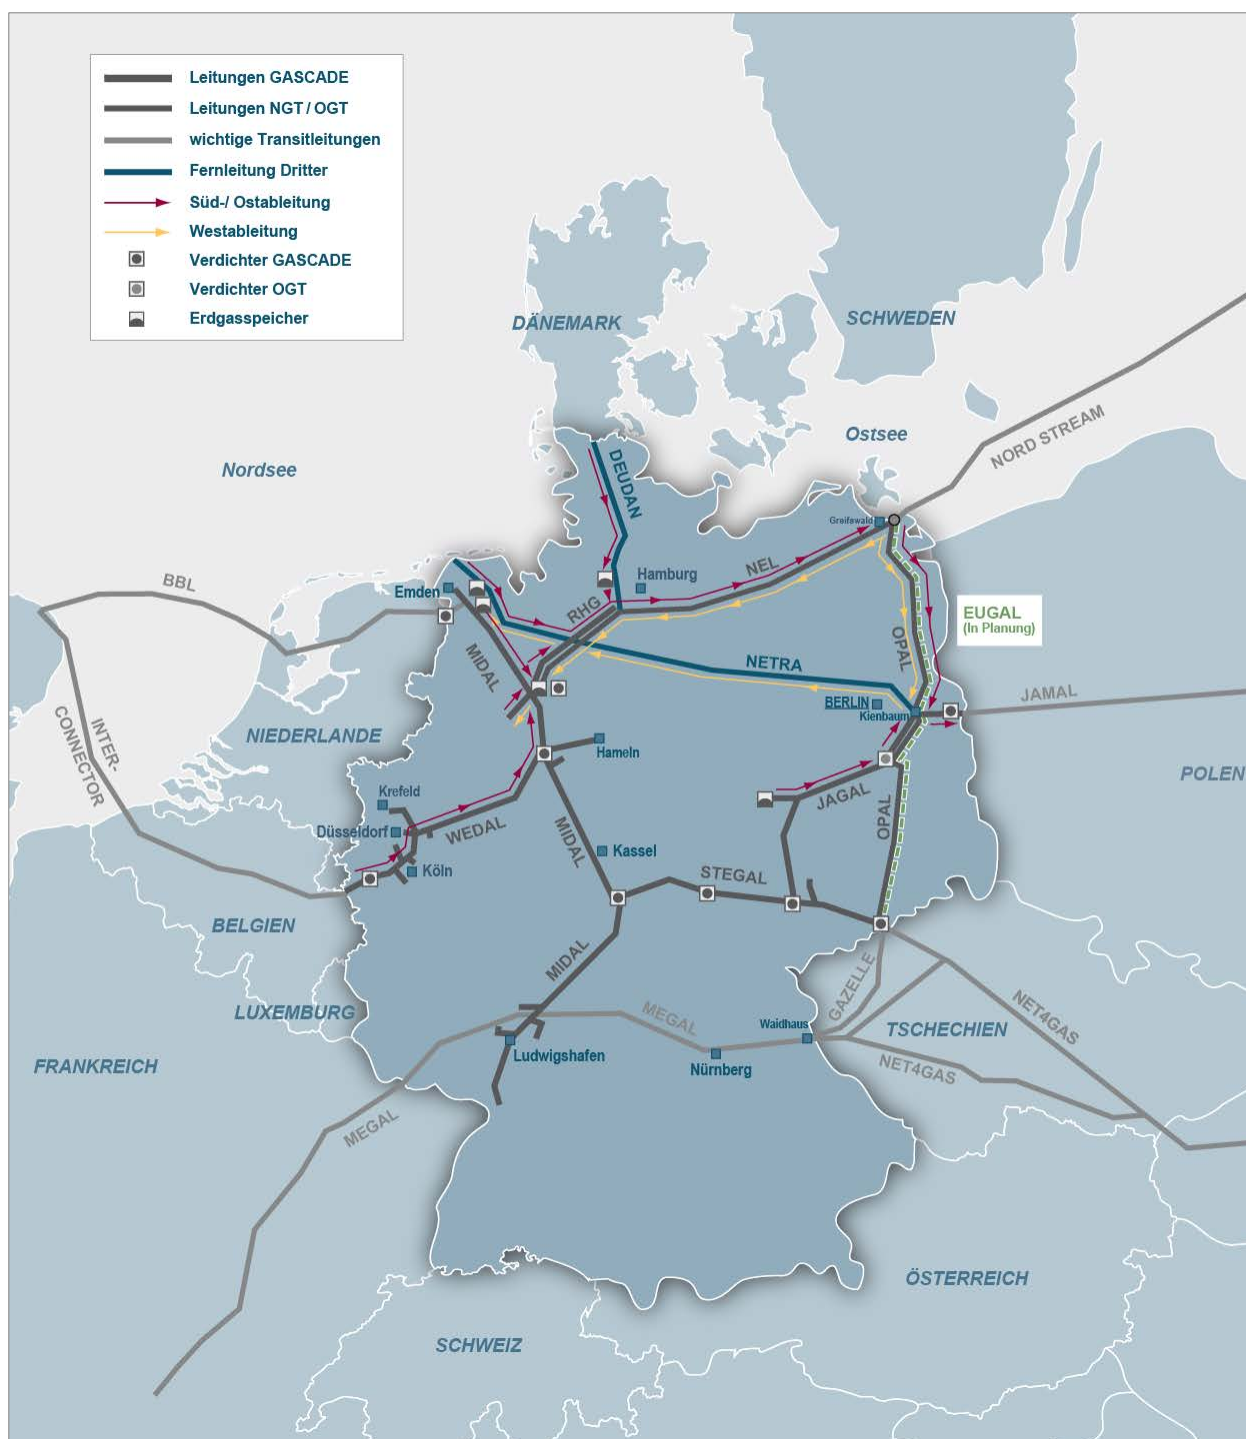 Leitungen GASCADE
Leitungen NGT / OGT
wichtige Transitleitungen
Fernleitung Dritter
Süd-/ Ostableitung
Westableitung
Verdichter GASCADE
Verdichter OGT
Erdgasspeicher
DÄNEMARK
SCHWEDEN
Ostsee
NORD STREAM
Nordsee
DEUDAN
Greifswald
NEL
Hamburg
BBL
Emden
RHG
EUGAL
(In Planung)
OPAL
MIDAL
NETRA
JAMAL
BERLIN
Kienbaum
INTER-
CONNECTOR
NIEDERLANDE
Hameln
POLEN
Krefeld
JAGAL
Düsseldorf
WEDAL
MIDAL
OPAL
Kassel
Köln
STEGAL
BELGIEN
MIDAL
GAZELLE
LUXEMBURG
MEGAL
NET4GAS
Waidhaus
TSCHECHIEN
Ludwigshafen
FRANKREICH
Nürnberg
NET4GAS
MEGAL
ÖSTERREICH
SCHWEIZ